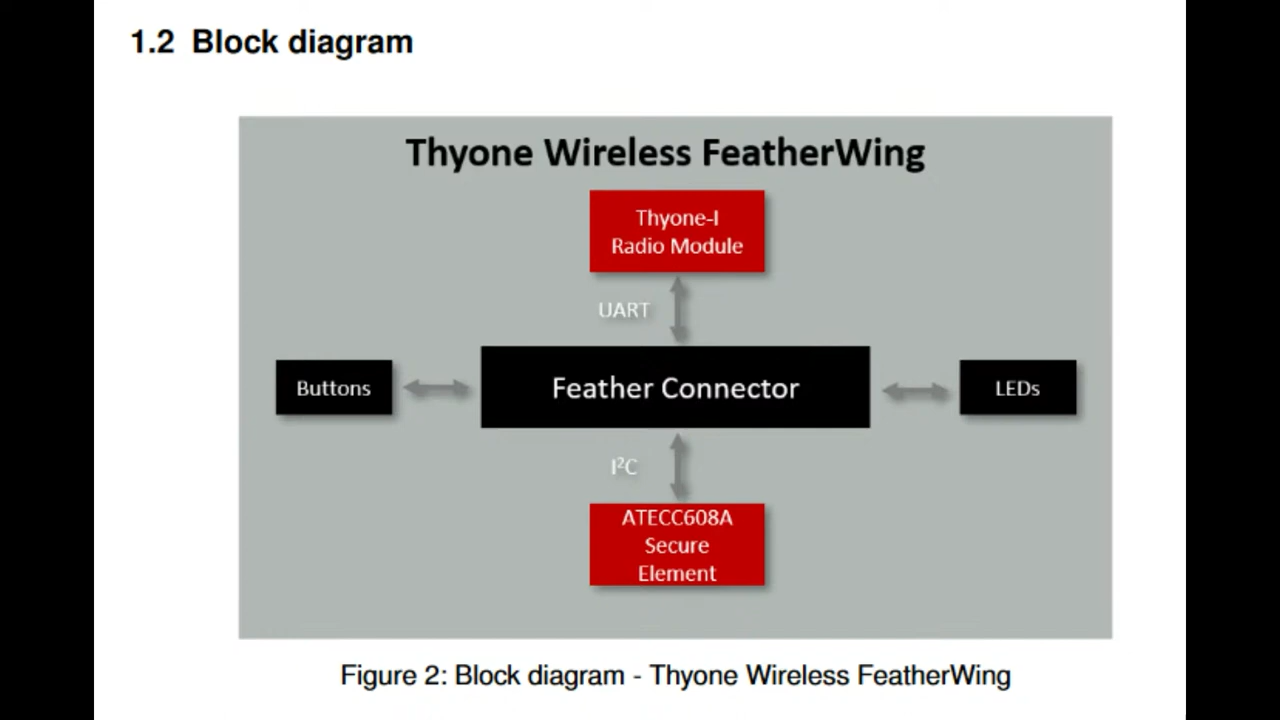 1.2 Block diagram
Thyone Wireless FeatherWing
Thyone-I
Radio Module
UART
Buttons
Feather Connector
LEDs
I²C
ATECC608A
Secure
Element
Figure 2: Block diagram - Thyone Wireless FeatherWing